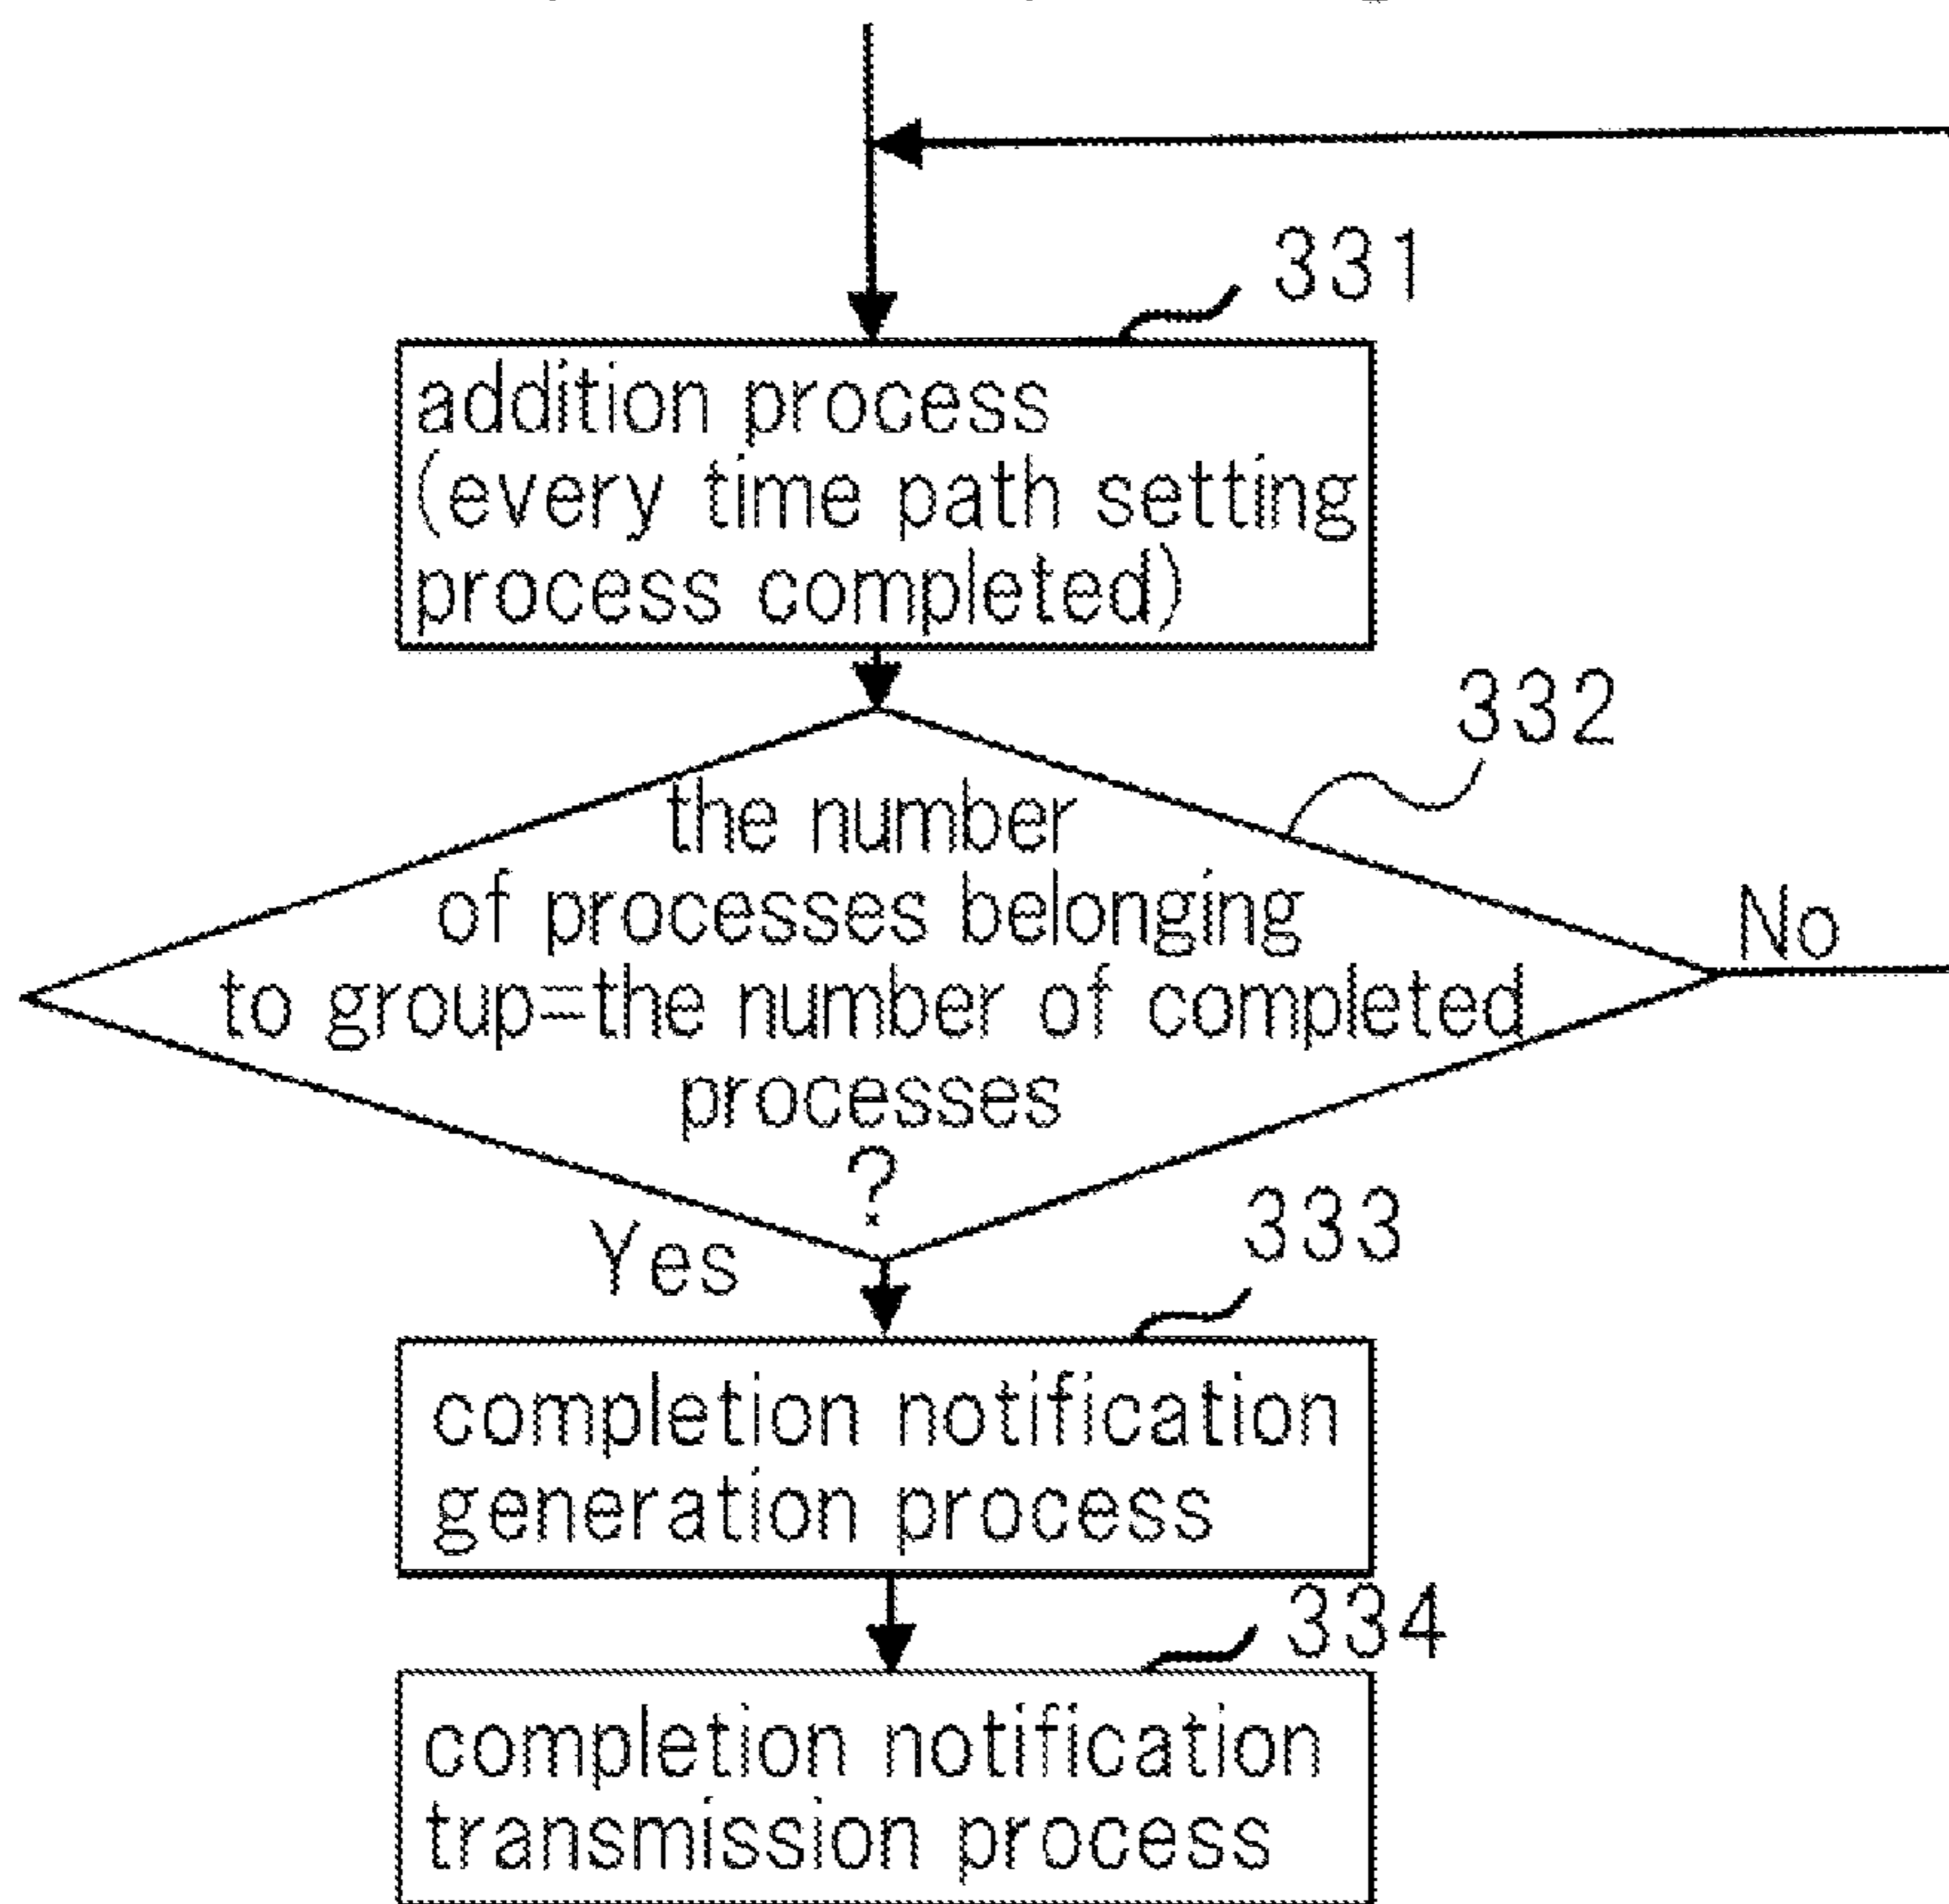 331
addition process
(every time path setting
process completed)
332
the number
of processes belonging
to group=the number of completed
processes
?
No
Yes
333
completion notification
generation process
334
completion notification
transmission process